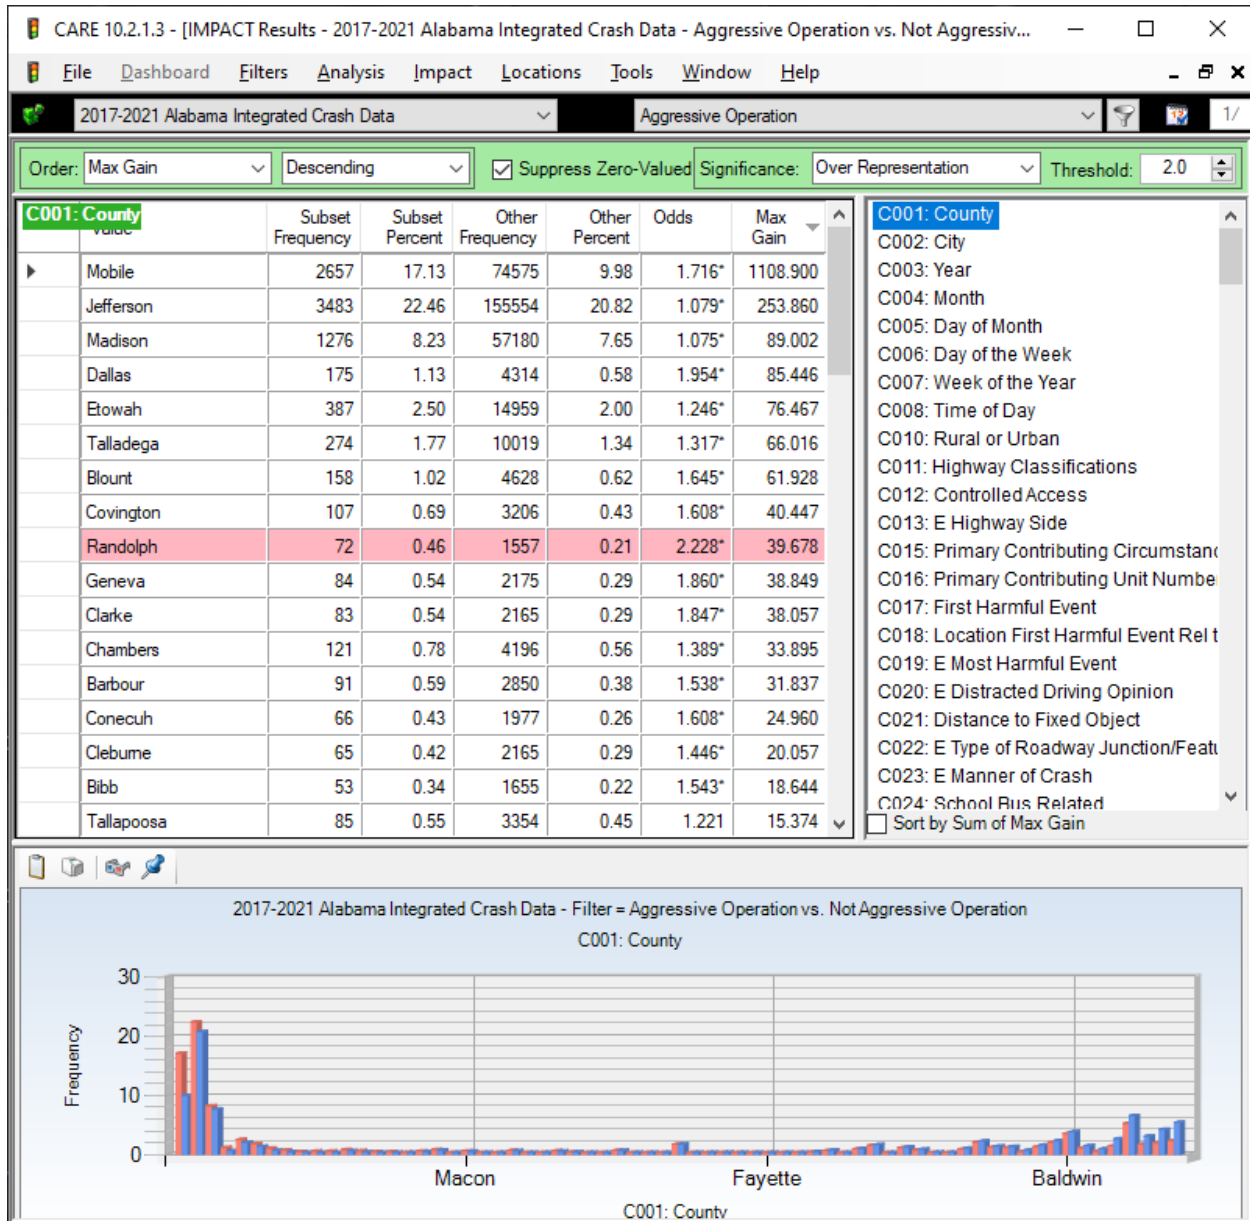 CARE 10.2.1.3 - [IMPACT Results - 2017-2021 Alabama Integrated Crash Data - Aggressive Operation vs. Not Aggressiv...
File Dashboard Filters Analysis Impact Locations Tools Window Help
2017-2021 Alabama Integrated Crash Data Aggressive Operation 1/
Order: Max Gain Descending Suppress Zero-Valued Significance: Over Representation Threshold: 2.0
C001: County Subset Frequency Subset Percent Other Frequency Other Percent Odds Max Gain
Mobile 2657 17.13 74575 9.98 1.716* 1108.900
Jefferson 3483 22.46 155554 20.82 1.079* 253.860
Madison 1276 8.23 57180 7.65 1.075* 89.002
Dallas 175 1.13 4314 0.58 1.954* 85.446
Etowah 387 2.50 14959 2.00 1.246* 76.467
Talladega 274 1.77 10019 1.34 1.317* 66.016
Blount 158 1.02 4628 0.62 1.645* 61.928
Covington 107 0.69 3206 0.43 1.608* 40.447
Randolph 72 0.46 1557 0.21 2.228* 39.678
Geneva 84 0.54 2175 0.29 1.860* 38.849
Clarke 83 0.54 2165 0.29 1.847* 38.057
Chambers 121 0.78 4196 0.56 1.389* 33.895
Barbour 91 0.59 2850 0.38 1.538* 31.837
Conecuh 66 0.43 1977 0.26 1.608* 24.960
Cleburne 65 0.42 2165 0.29 1.446* 20.057
Bibb 53 0.34 1655 0.22 1.543* 18.644
Tallapoosa 85 0.55 3354 0.45 1.221 15.374
C001: County
C002: City
C003: Year
C004: Month
C005: Day of Month
C006: Day of the Week
C007: Week of the Year
C008: Time of Day
C010: Rural or Urban
C011: Highway Classifications
C012: Controlled Access
C013: E Highway Side
C015: Primary Contributing Circumstanc
C016: Primary Contributing Unit Numbe
C017: First Harmful Event
C018: Location First Harmful Event Rel t
C019: E Most Harmful Event
C020: E Distracted Driving Opinion
C021: Distance to Fixed Object
C022: E Type of Roadway Junction/Featu
C023: E Manner of Crash
C024: School Bus Related
Sort by Sum of Max Gain
2017-2021 Alabama Integrated Crash Data - Filter = Aggressive Operation vs. Not Aggressive Operation
C001: County
Frequency
30
20
10
0
Macon Fayette Baldwin
C001: County